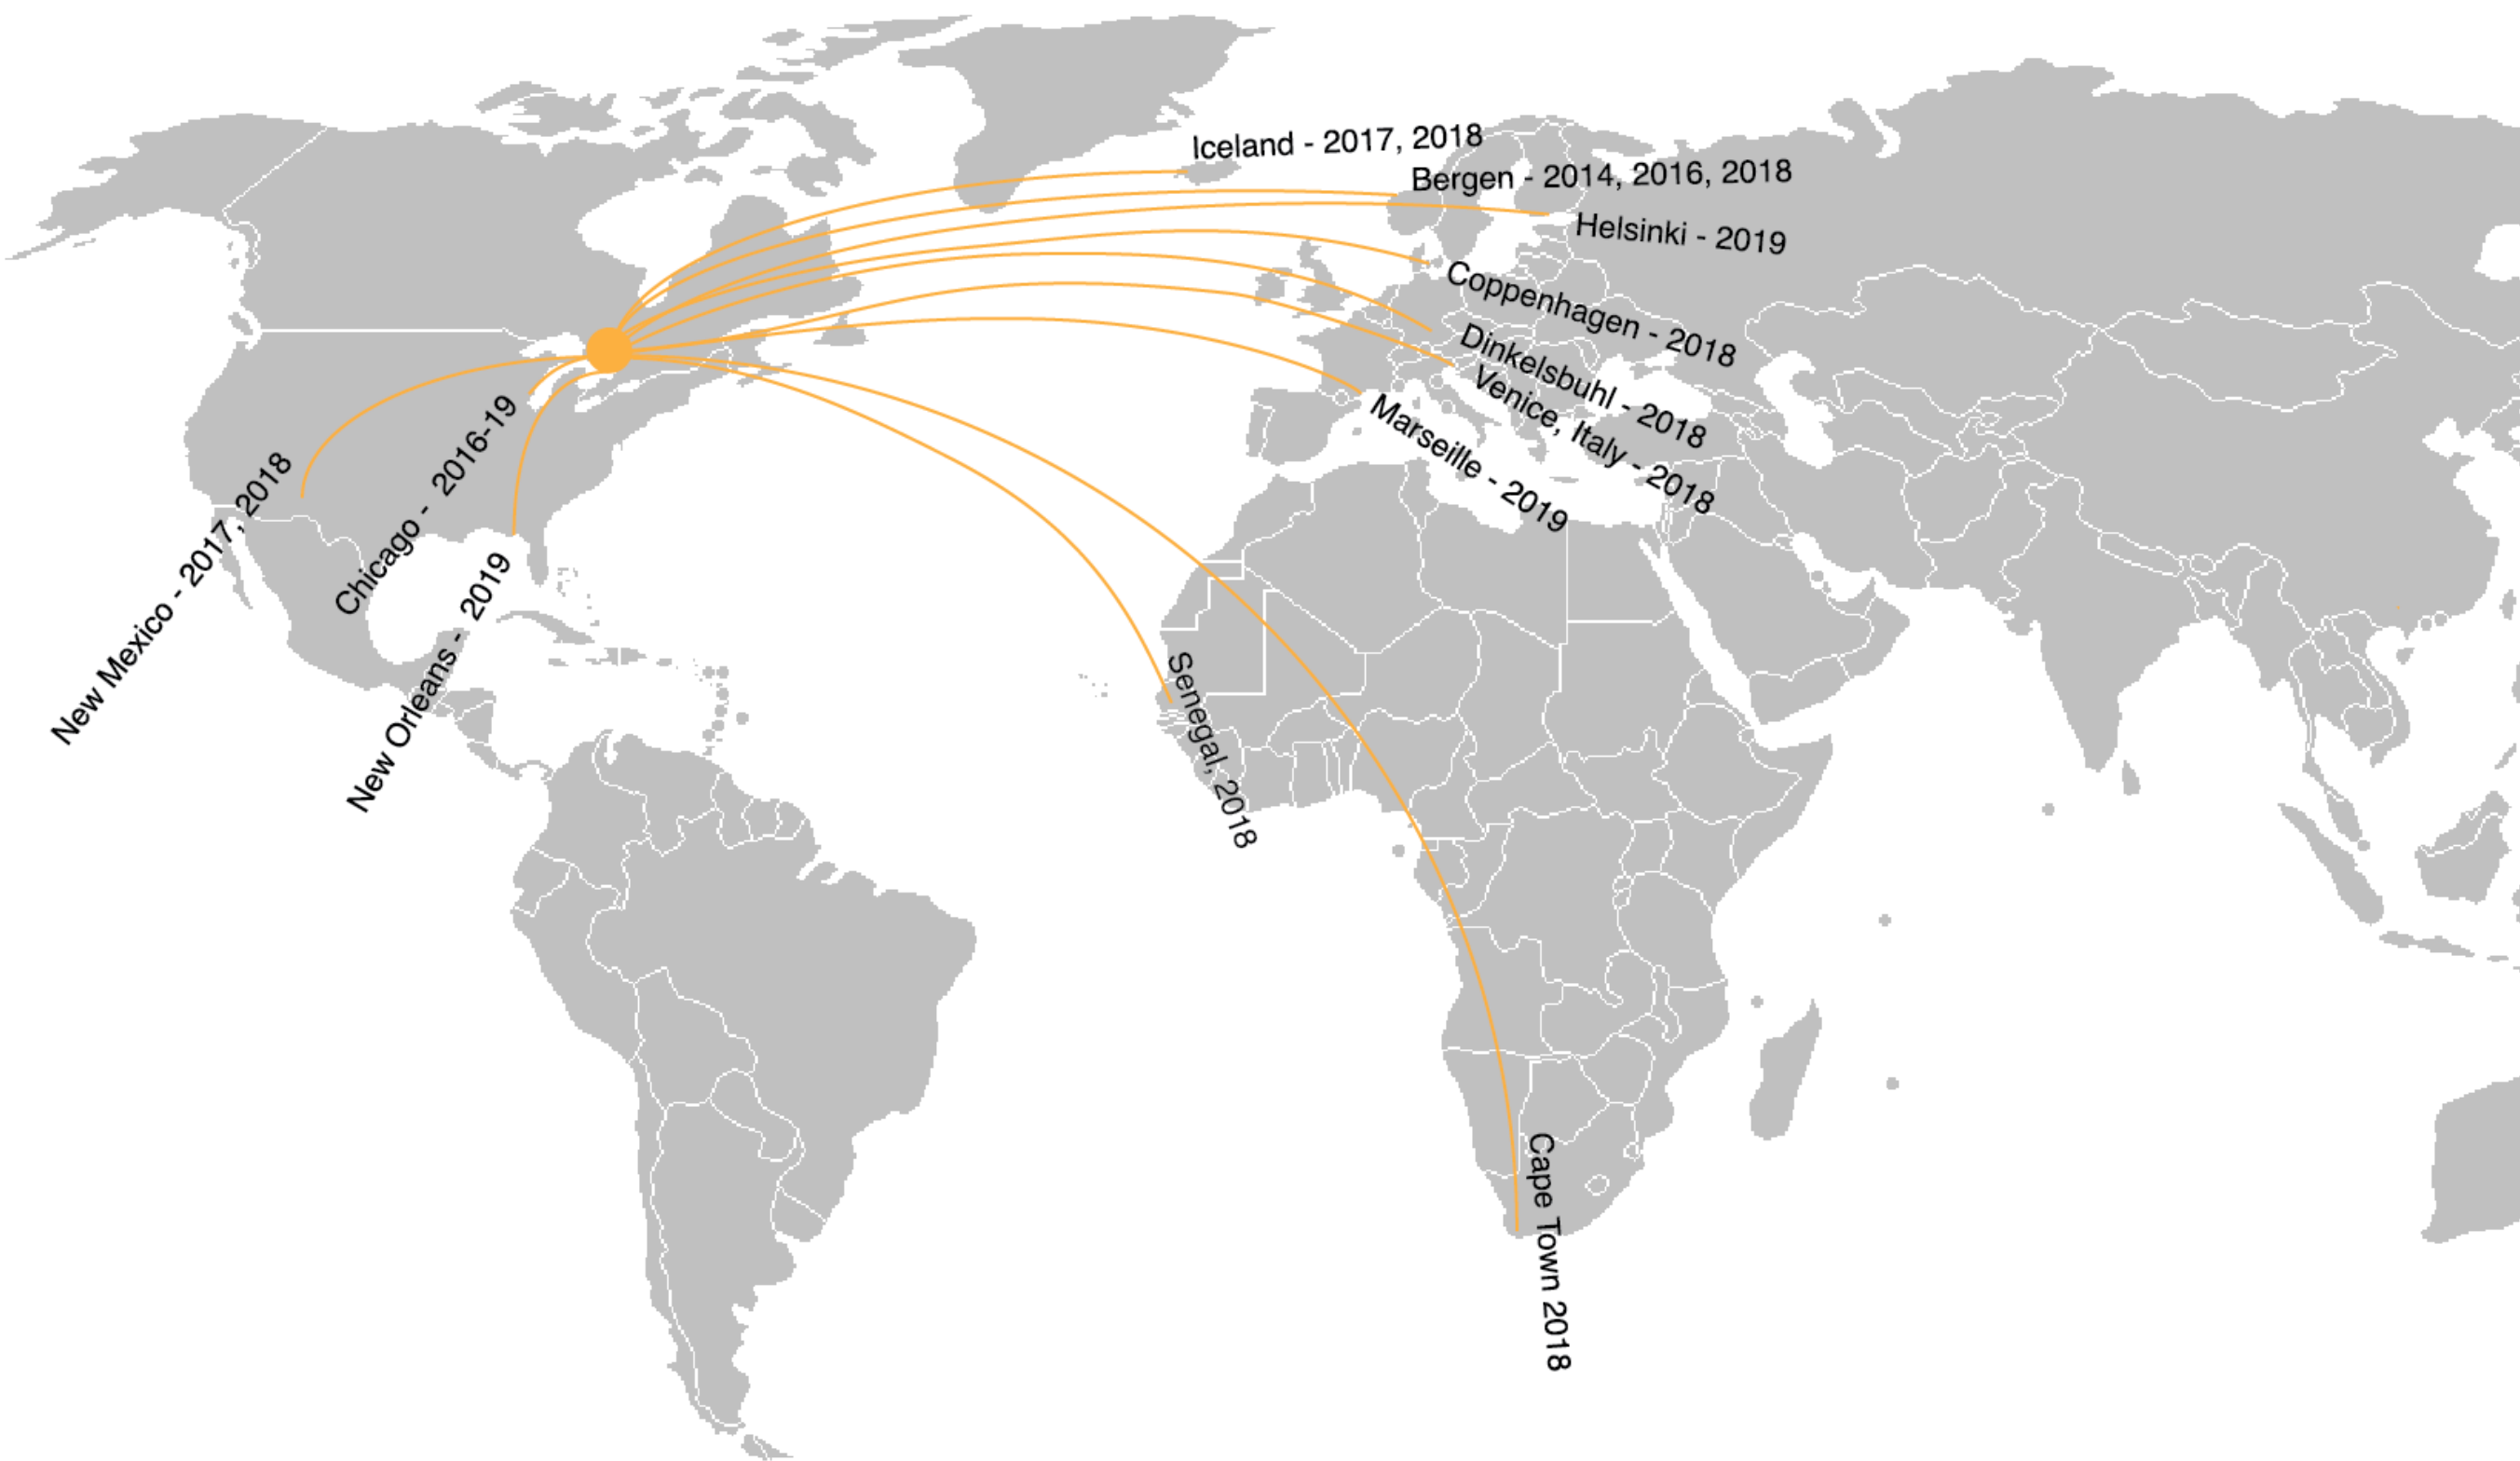 Iceland - 2017, 2018
Bergen - 2014, 2016, 2018
Helsinki - 2019
Coppenhagen - 2018
Dinkelsbuhl - 2018
Venice, Italy - 2018
Marseille - 2019
New Mexico - 2017, 2018
Chicago - 2016-19
New Orleans - 2019
Senegal, 2018
Cape Town 2018